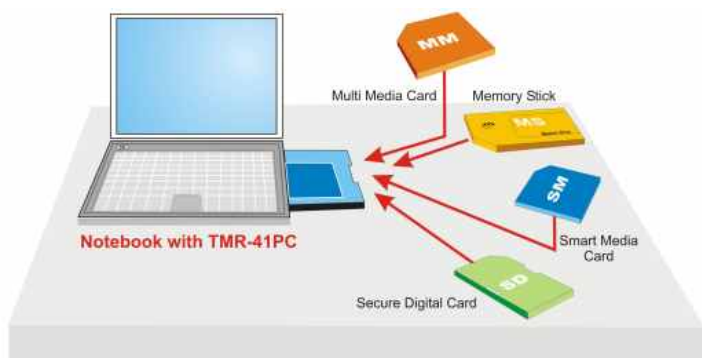 MM
Multi Media Card
Memory Stick
MS
SM
Notebook with TMR-41PC
Smart Media
Card
SD
Secure Digital Card